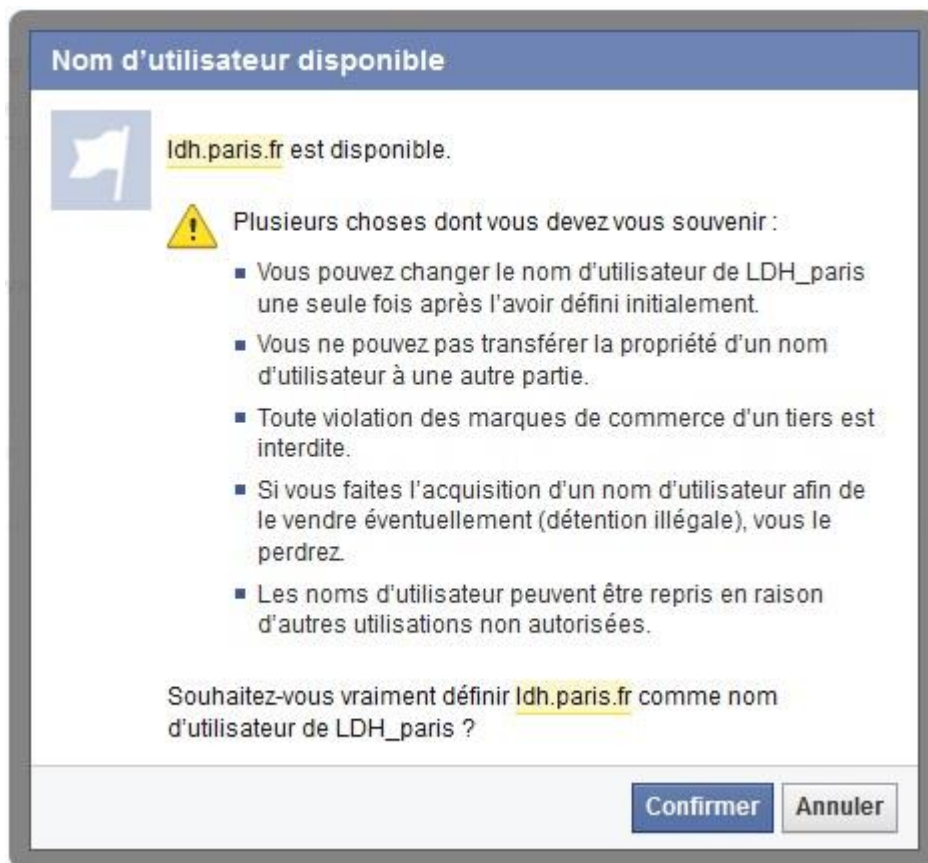 Nom d’utilisateur disponible
ldh.paris.fr est disponible.
Plusieurs choses dont vous devez vous souvenir :
Vous pouvez changer le nom d’utilisateur de LDH_paris
une seule fois après l’avoir défini initialement.
Vous ne pouvez pas transférer la propriété d’un nom
d’utilisateur à une autre partie.
Toute violation des marques de commerce d’un tiers est
interdite.
Si vous faites l’acquisition d’un nom d’utilisateur afin de
le vendre éventuellement (détention illégale), vous le
perdrez.
Les noms d’utilisateur peuvent être repris en raison
d’autres utilisations non autorisées.
Souhaitez-vous vraiment définir ldh.paris.fr comme nom
d’utilisateur de LDH_paris ?
Confirmer Annuler